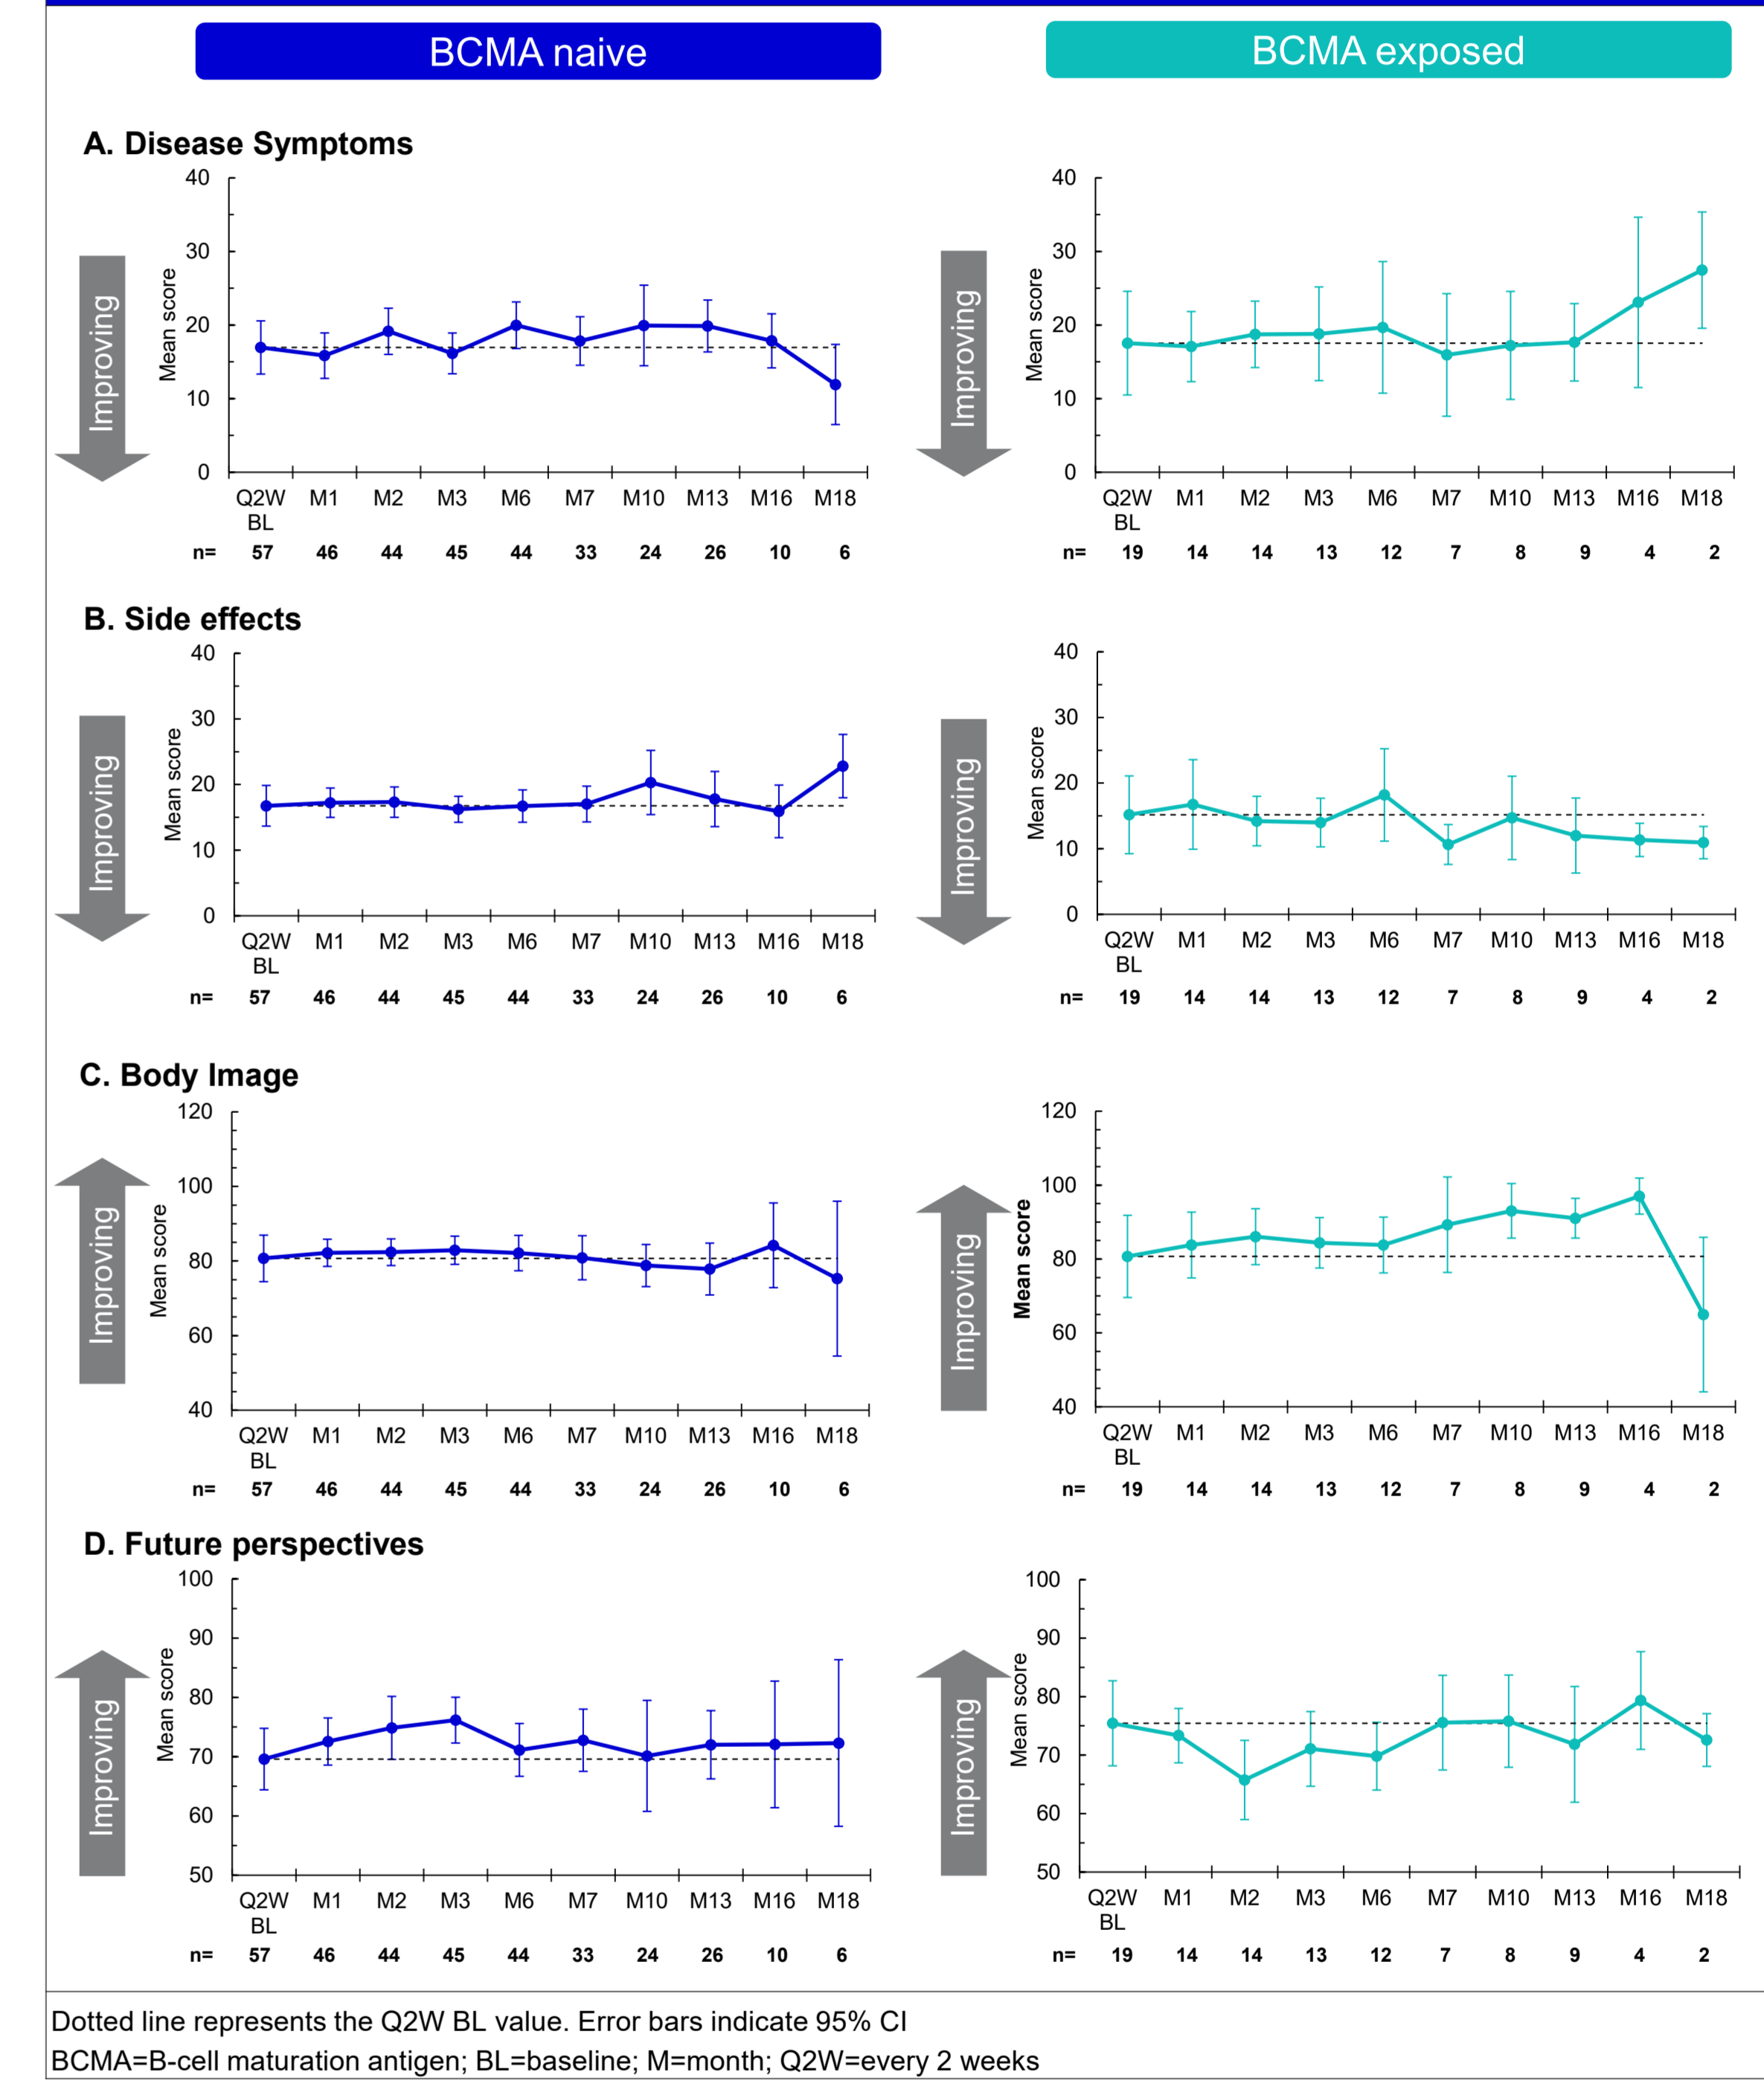 BCMA naive
BCMA exposed
A. Disease Symptoms
Improving
Mean score
40
30
20
10
0
Q2W BL M1 M2 M3 M6 M7 M10 M13 M16 M18
n= 57 46 44 45 44 33 24 26 10 6
Improving
Mean score
40
30
20
10
0
Q2W BL M1 M2 M3 M6 M7 M10 M13 M16 M18
n= 19 14 14 13 12 7 8 9 4 2
B. Side effects
Improving
Mean score
40
30
20
10
0
Q2W BL M1 M2 M3 M6 M7 M10 M13 M16 M18
n= 57 46 44 45 44 33 24 26 10 6
Improving
Mean score
40
30
20
10
0
Q2W BL M1 M2 M3 M6 M7 M10 M13 M16 M18
n= 19 14 14 13 12 7 8 9 4 2
C. Body Image
Improving
Mean score
120
100
80
60
40
Q2W BL M1 M2 M3 M6 M7 M10 M13 M16 M18
n= 57 46 44 45 44 33 24 26 10 6
Improving
Mean score
120
100
80
60
40
Q2W BL M1 M2 M3 M6 M7 M10 M13 M16 M18
n= 19 14 14 13 12 7 8 9 4 2
D. Future perspectives
Improving
Mean score
100
90
80
70
60
50
Q2W BL M1 M2 M3 M6 M7 M10 M13 M16 M18
n= 57 46 44 45 44 33 24 26 10 6
Improving
Mean score
100
90
80
70
60
50
Q2W BL M1 M2 M3 M6 M7 M10 M13 M16 M18
n= 19 14 14 13 12 7 8 9 4 2
Dotted line represents the Q2W BL value. Error bars indicate 95% CI
BCMA=B-cell maturation antigen; BL=baseline; M=month; Q2W=every 2 weeks